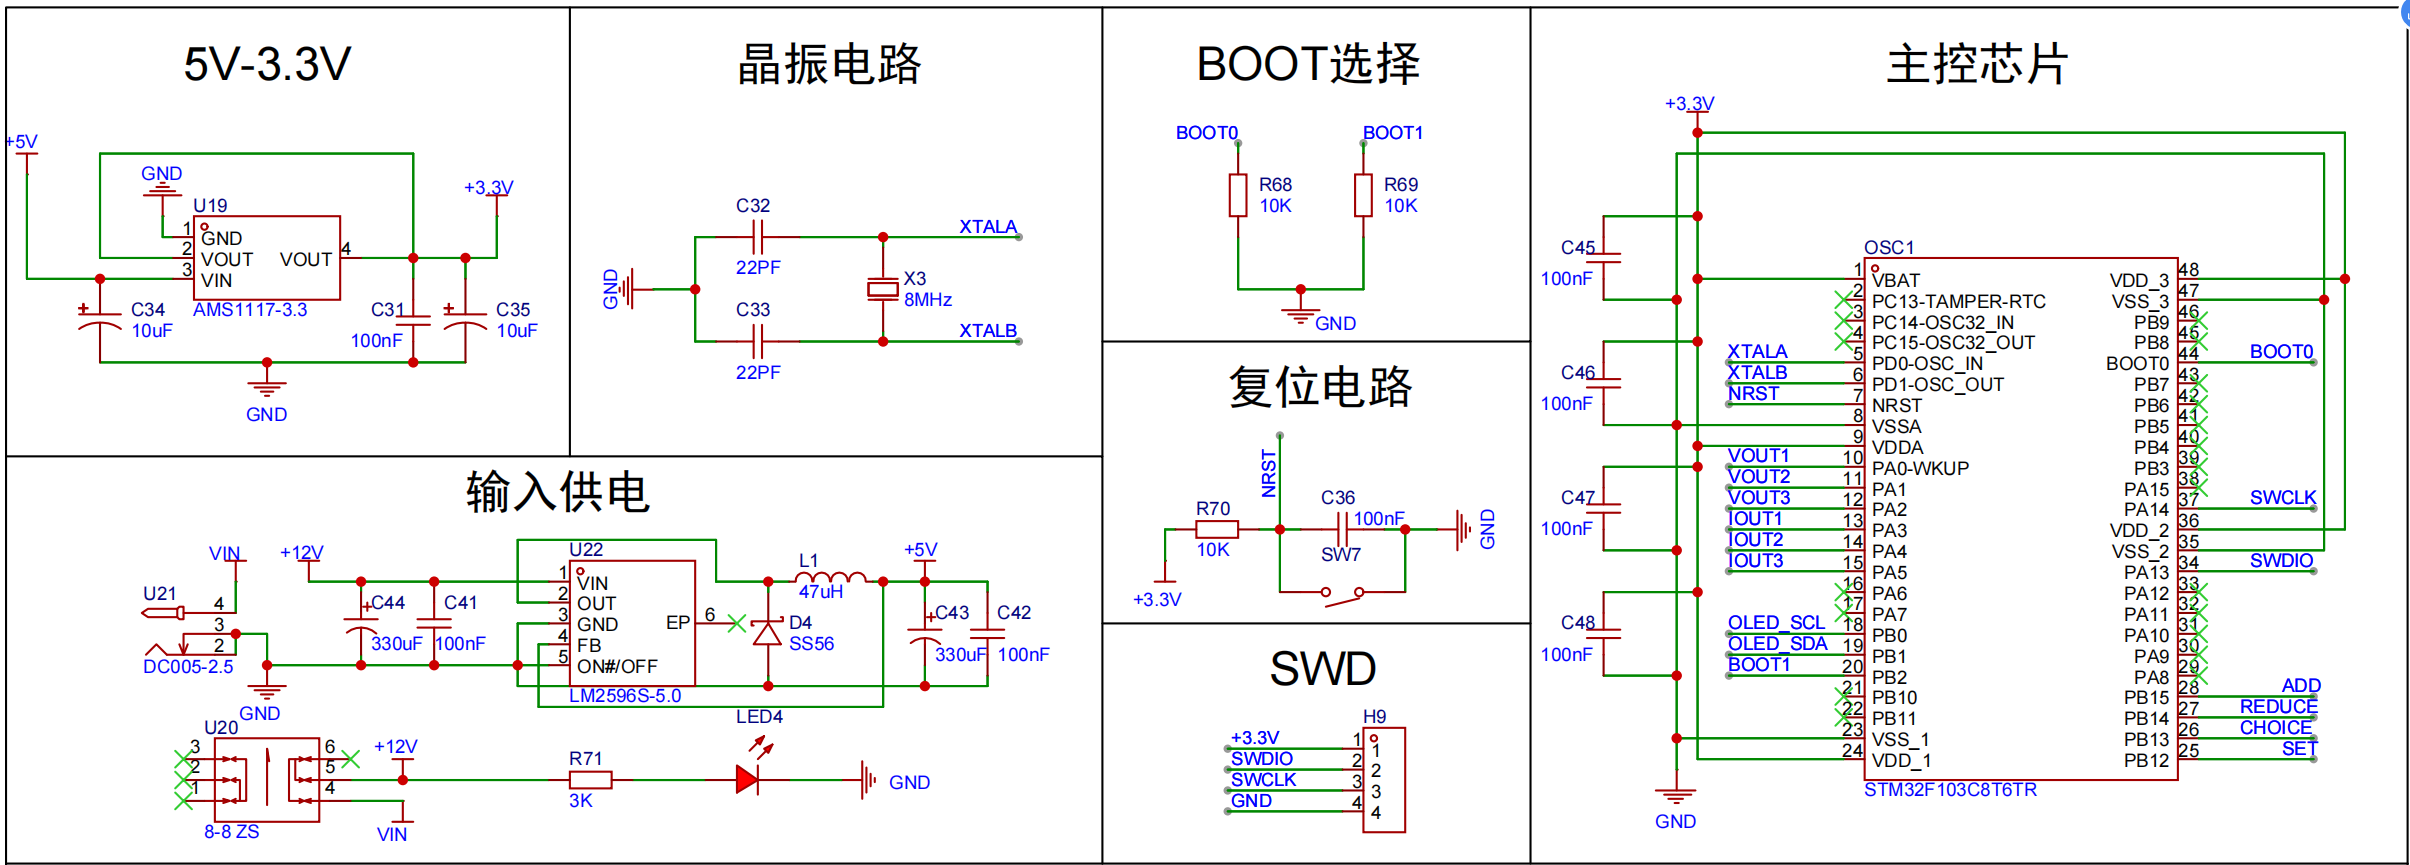 5V-3.3V
+5V
GND
U19
+3.3V
1
GND
2
VOUT
VOUT
4
3
VIN
AMS1117-3.3
C34
10uF
C31
100nF
C35
10uF
GND
晶振电路
C32
22PF
XTALA
GND
X3
8MHz
C33
22PF
XTALB
BOOT选择
BOOT0
BOOT1
R68
10K
R69
10K
GND
复位电路
NRST
R70
10K
C36
100nF
SW7
GND
+3.3V
SWD
H9
+3.3V
1
1
SWDIO
2
2
SWCLK
3
3
GND
4
4
输入供电
VIN
+12V
U21
4
3
2
DC005-2.5
GND
C44
330uF
C41
100nF
U22
1
VIN
2
OUT
3
GND
4
FB
5
ON#/OFF
EP
6
LM2596S-5.0
D4
SS56
L1
47uH
+5V
C43
330uF
C42
100nF
U20
3
2
1
6
5
4
8-8 ZS
+12V
VIN
R71
3K
LED4
GND
主控芯片
+3.3V
C45
100nF
C46
100nF
C47
100nF
C48
100nF
GND
OSC1
1
VBAT
2
PC13-TAMPER-RTC
3
PC14-OSC32_IN
4
PC15-OSC32_OUT
XTALA
5
PD0-OSC_IN
XTALB
6
PD1-OSC_OUT
NRST
7
NRST
8
VSSA
9
VDDA
VOUT1
10
PA0-WKUP
VOUT2
11
PA1
VOUT3
12
PA2
IOUT1
13
PA3
IOUT2
14
PA4
IOUT3
15
PA5
16
PA6
17
PA7
OLED_SCL
18
PB0
OLED_SDA
19
PB1
BOOT1
20
PB2
21
PB10
22
PB11
23
VSS_1
24
VDD_1
VDD_3
48
VSS_3
47
PB9
46
PB8
45
BOOT0
44
BOOT0
PB7
43
PB6
42
PB5
41
PB4
40
PB3
39
PA15
38
PA14
37
SWCLK
VDD_2
36
VSS_2
35
PA13
34
SWDIO
PA12
33
PA11
32
PA10
31
PA9
30
PA8
29
PB15
28
ADD
PB14
27
REDUCE
PB13
26
CHOICE
PB12
25
SET
STM32F103C8T6TR